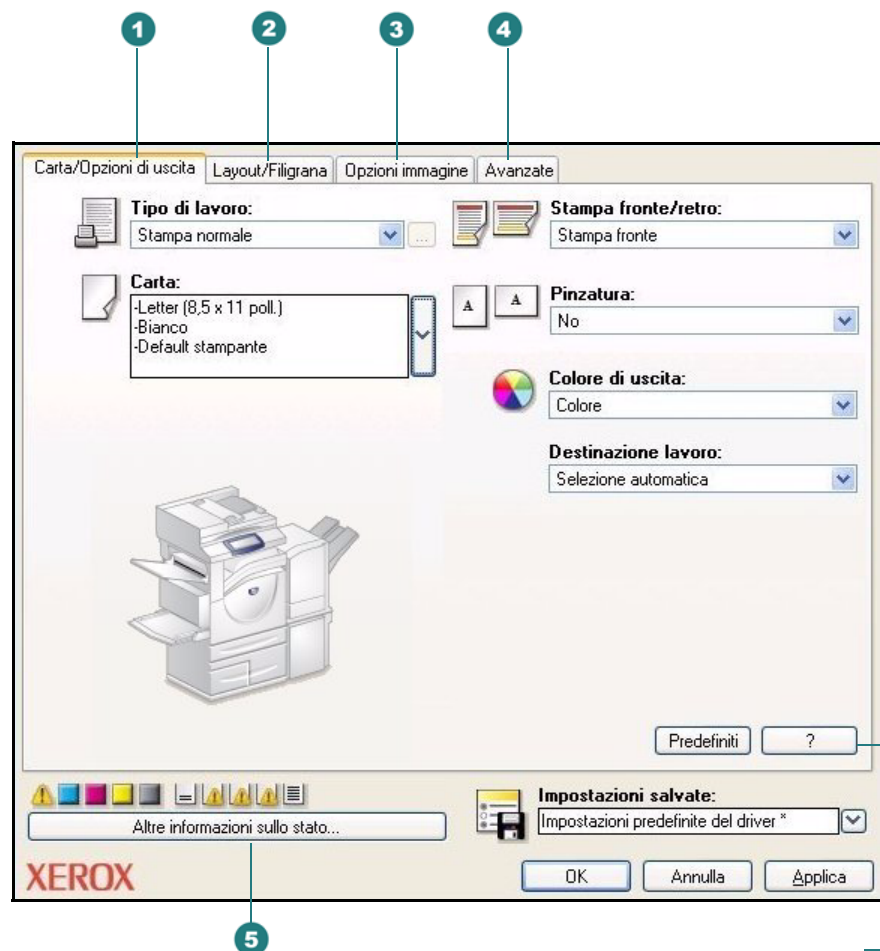 1
2
3
4
Carta/Opzioni di uscita
Layout/Filigrana
Opzioni immagine
Avanzate
Tipo di lavoro:
Stampa normale
...
Carta:
-Letter (8,5 x 11 poll.)
-Bianco
-Default stampante
Stampa fronte/retro:
Stampa fronte
A
A
Pinzatura:
No
Colore di uscita:
Colore
Destinazione lavoro:
Selezione automatica
Predefiniti
?
Altre informazioni sullo stato...
Impostazioni salvate:
Impostazioni predefinite del driver *
XEROX
OK
Annulla
Applica
5